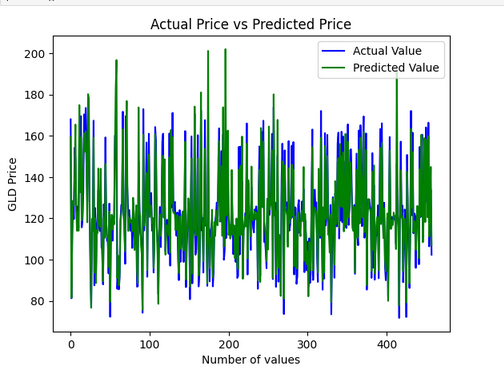 Actual Price vs Predicted Price
Actual Value
Predicted Value
GLD Price
200
180
160
140
120
100
80
0
100
200
300
400
Number of values